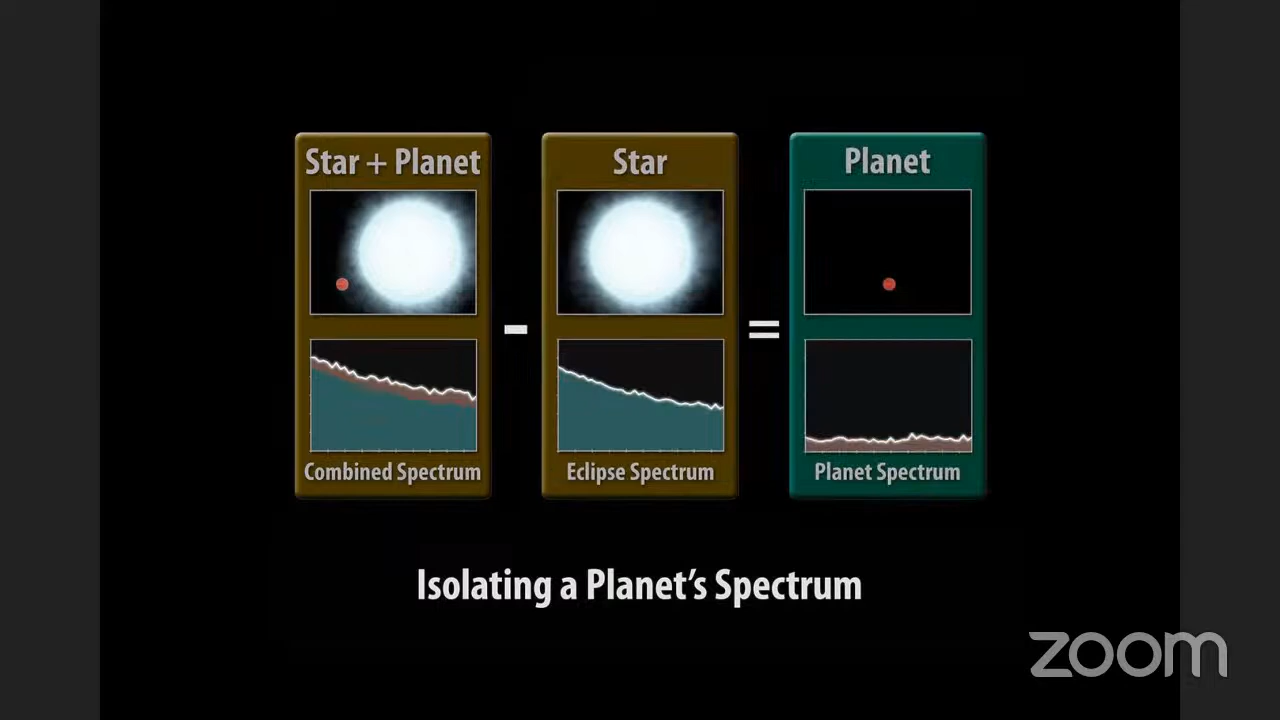 Star + Planet
Star
Planet
-
=
Combined Spectrum
Eclipse Spectrum
Planet Spectrum
Isolating a Planet's Spectrum
zoom